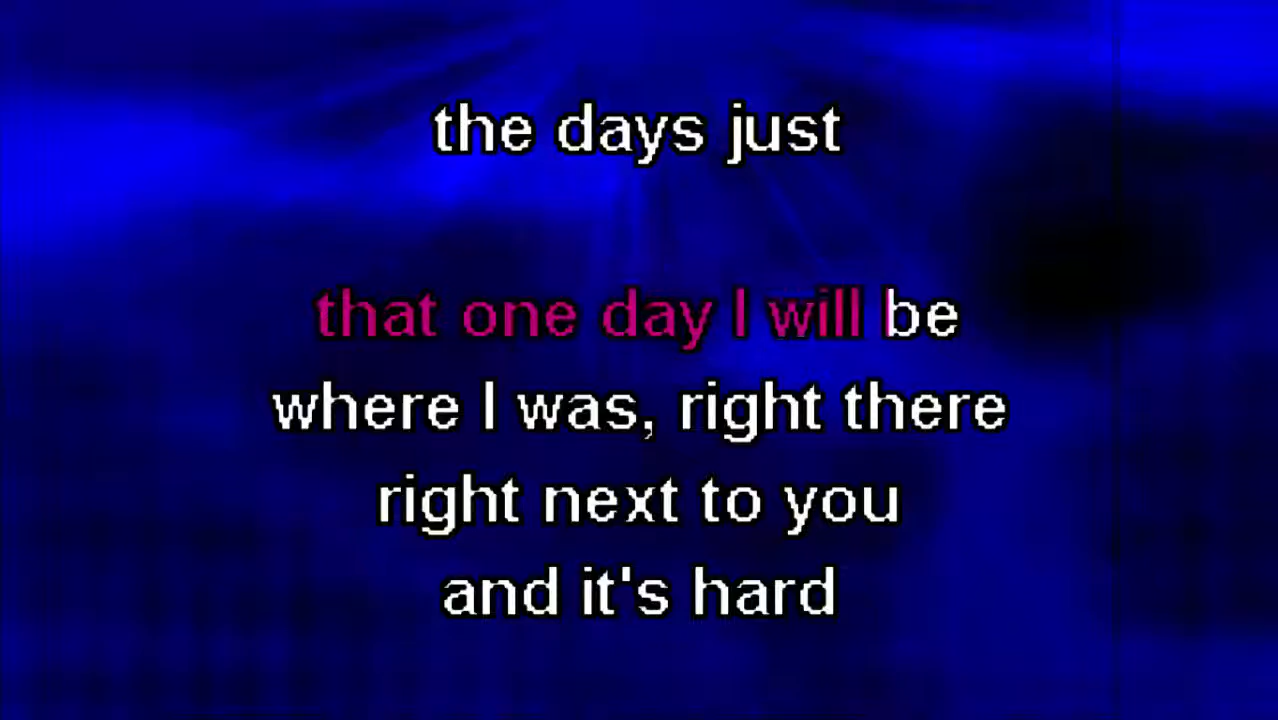 the days just
that one day I will be
where I was, right there
right next to you
and it's hard